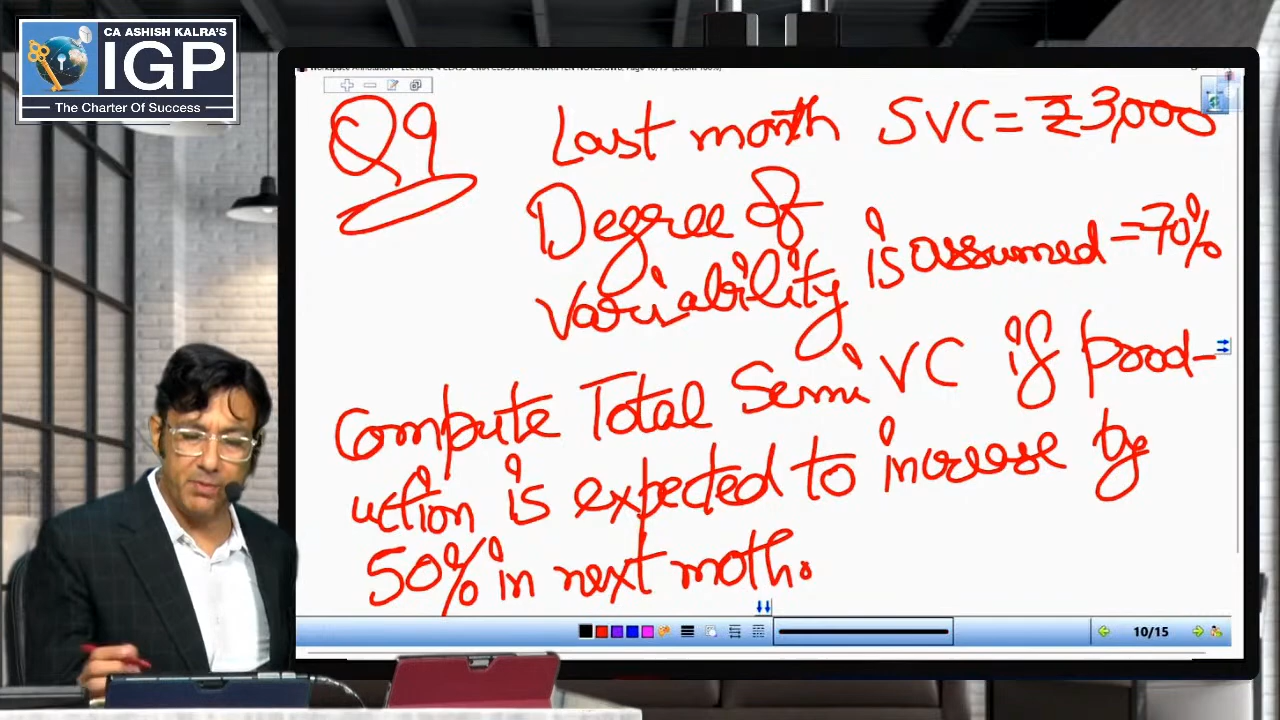 CA ASHISH KALRA'S
IGP
The Charter Of Success
Q9 Last month SVC = ₹3,000
Degree of
variability is assumed = 70%
Compute Total Semi VC if prod-
uction is expected to increase by
50% in next moth.
10/15